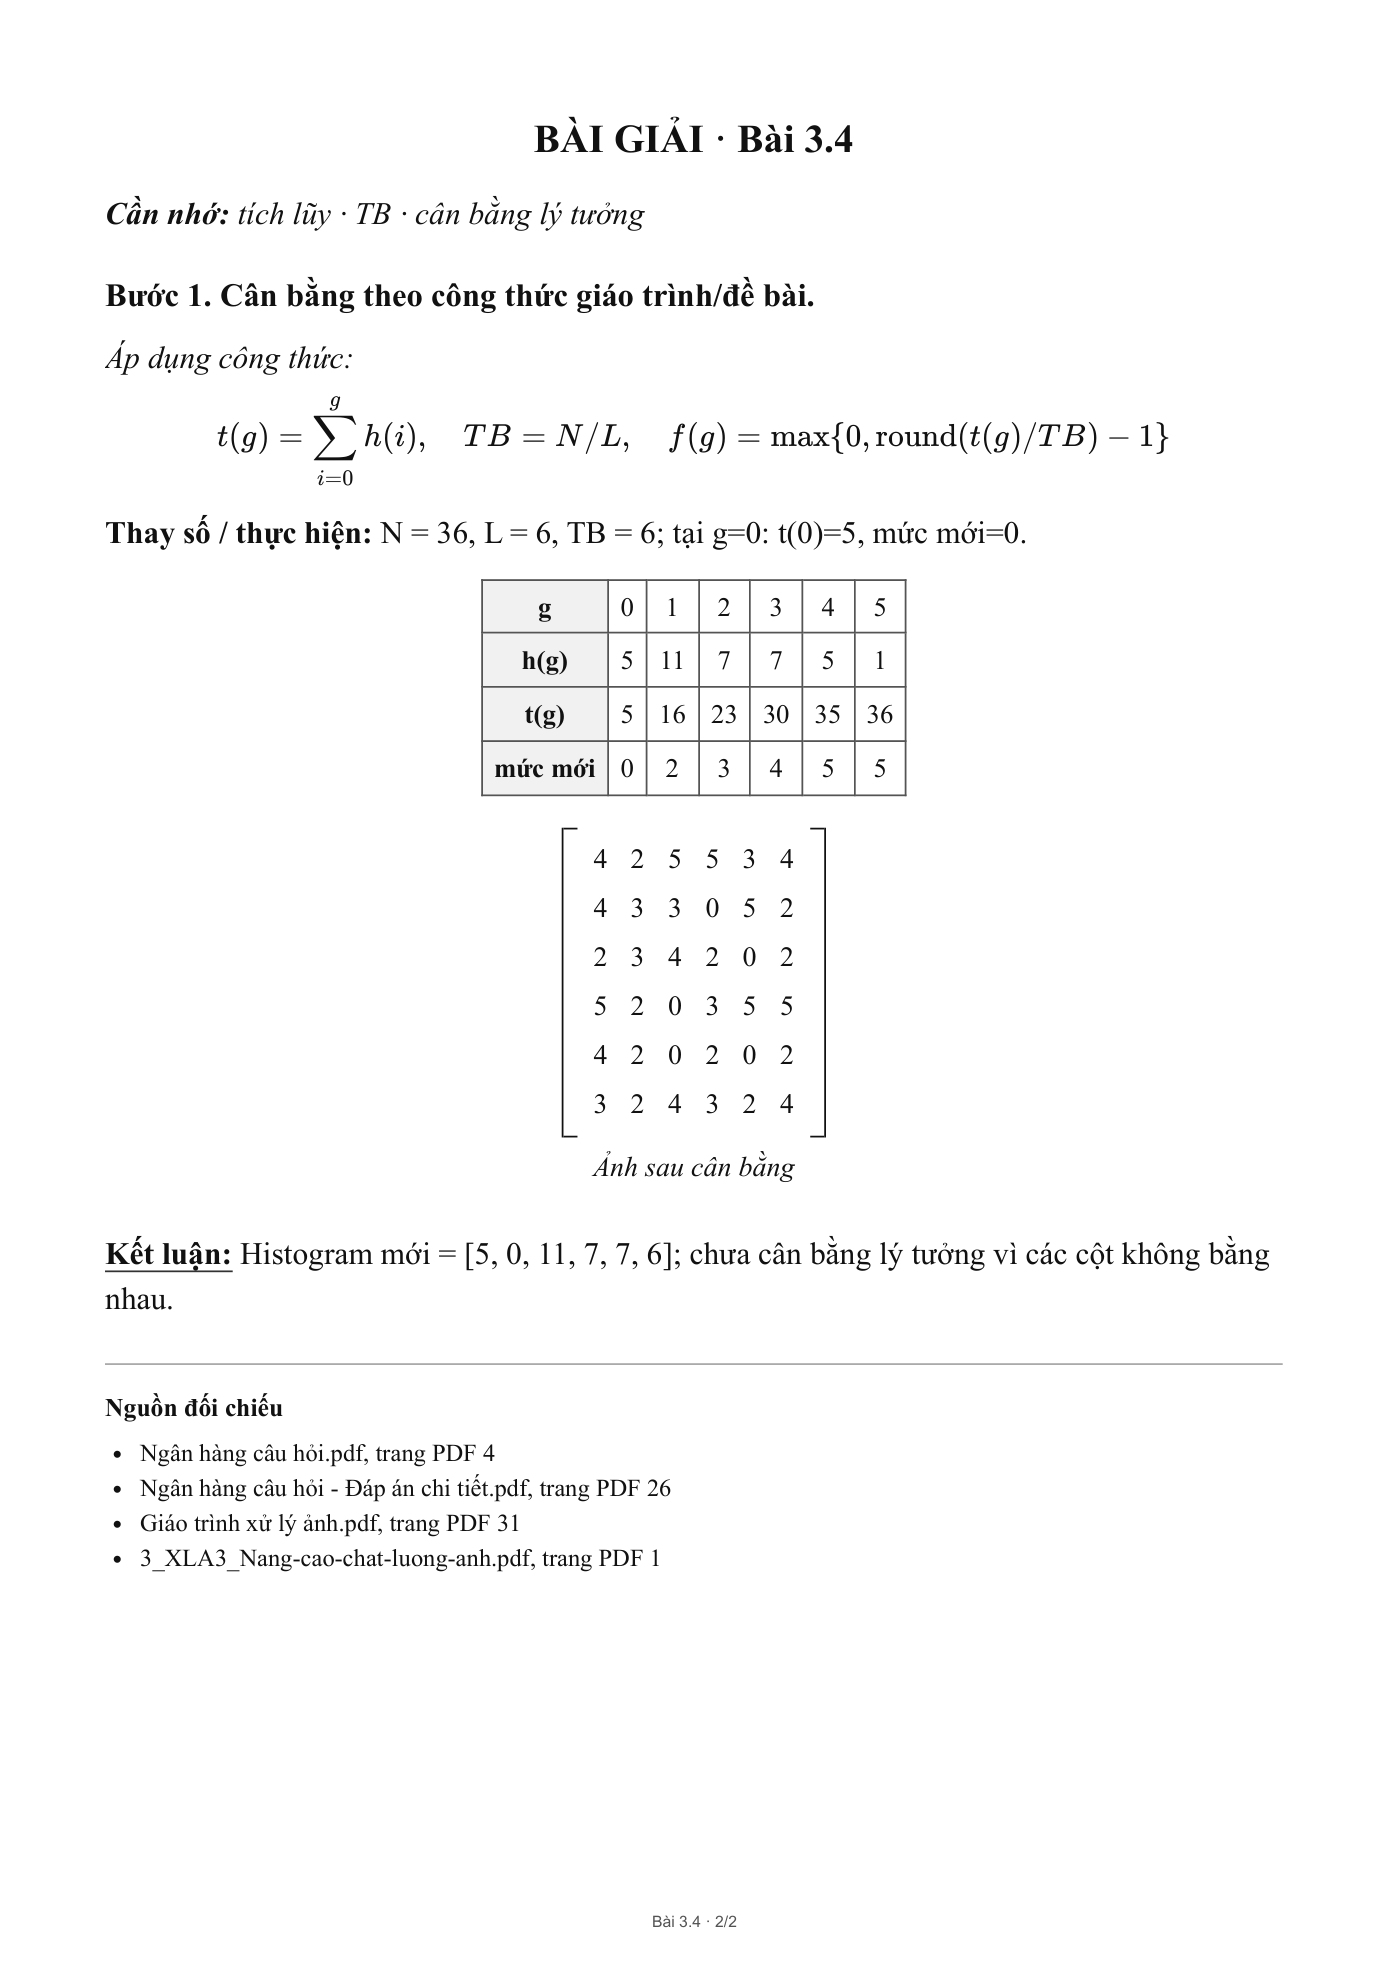 BÀI GIẢI · Bài 3.4
Cần nhớ: tích lũy · TB · cân bằng lý tưởng
Bước 1. Cân bằng theo công thức giáo trình/đề bài.
Áp dụng công thức:
t(g) = ∑_{i=0}^{g} h(i),   TB = N/L,   f(g) = max{0, round(t(g)/TB) − 1}
Thay số / thực hiện: N = 36, L = 6, TB = 6; tại g=0: t(0)=5, mức mới=0.
g 0 1 2 3 4 5
h(g) 5 11 7 7 5 1
t(g) 5 16 23 30 35 36
mức mới 0 2 3 4 5 5
4 2 5 5 3 4
4 3 3 0 5 2
2 3 4 2 0 2
5 2 0 3 5 5
4 2 0 2 0 2
3 2 4 3 2 4
Ảnh sau cân bằng
Kết luận: Histogram mới = [5, 0, 11, 7, 7, 6]; chưa cân bằng lý tưởng vì các cột không bằng
nhau.
Nguồn đối chiếu
• Ngân hàng câu hỏi.pdf, trang PDF 4
• Ngân hàng câu hỏi - Đáp án chi tiết.pdf, trang PDF 26
• Giáo trình xử lý ảnh.pdf, trang PDF 31
• 3_XLA3_Nang-cao-chat-luong-anh.pdf, trang PDF 1
Bài 3.4 · 2/2